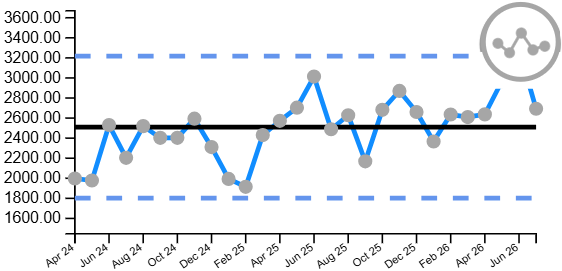 3600.00
3400.00
3200.00
3000.00
2800.00
2600.00
2400.00
2200.00
2000.00
1800.00
1600.00
Apr 24
Jun 24
Aug 24
Oct 24
Dec 24
Feb 25
Apr 25
Jun 25
Aug 25
Oct 25
Dec 25
Feb 26
Apr 26
Jun 26